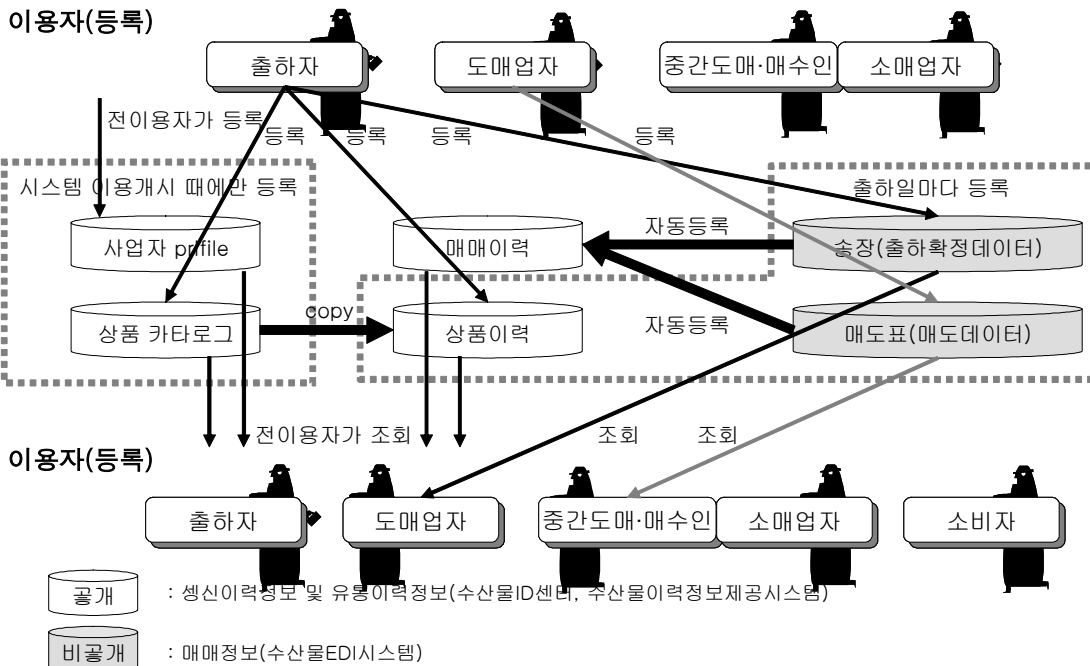 이용자(등록)
출하자
도매업자
중간도매·매수인
소매업자
전이용자가 등록
등록
등록
등록
등록
시스템 이용개시 때에만 등록
출하일마다 등록
사업자 prifile
매매이력
자동등록
송장(출하확정데이터)
상품 카타로그
copy
상품이력
자동등록
매도표(매도데이터)
전이용자가 조회
조회
조회
이용자(등록)
출하자
도매업자
중간도매·매수인
소매업자
소비자
공개
: 셍신이력정보 및 유통이력정보(수산물ID센터, 수산물이력정보제공시스템)
비공개
: 매매정보(수산물EDI시스템)